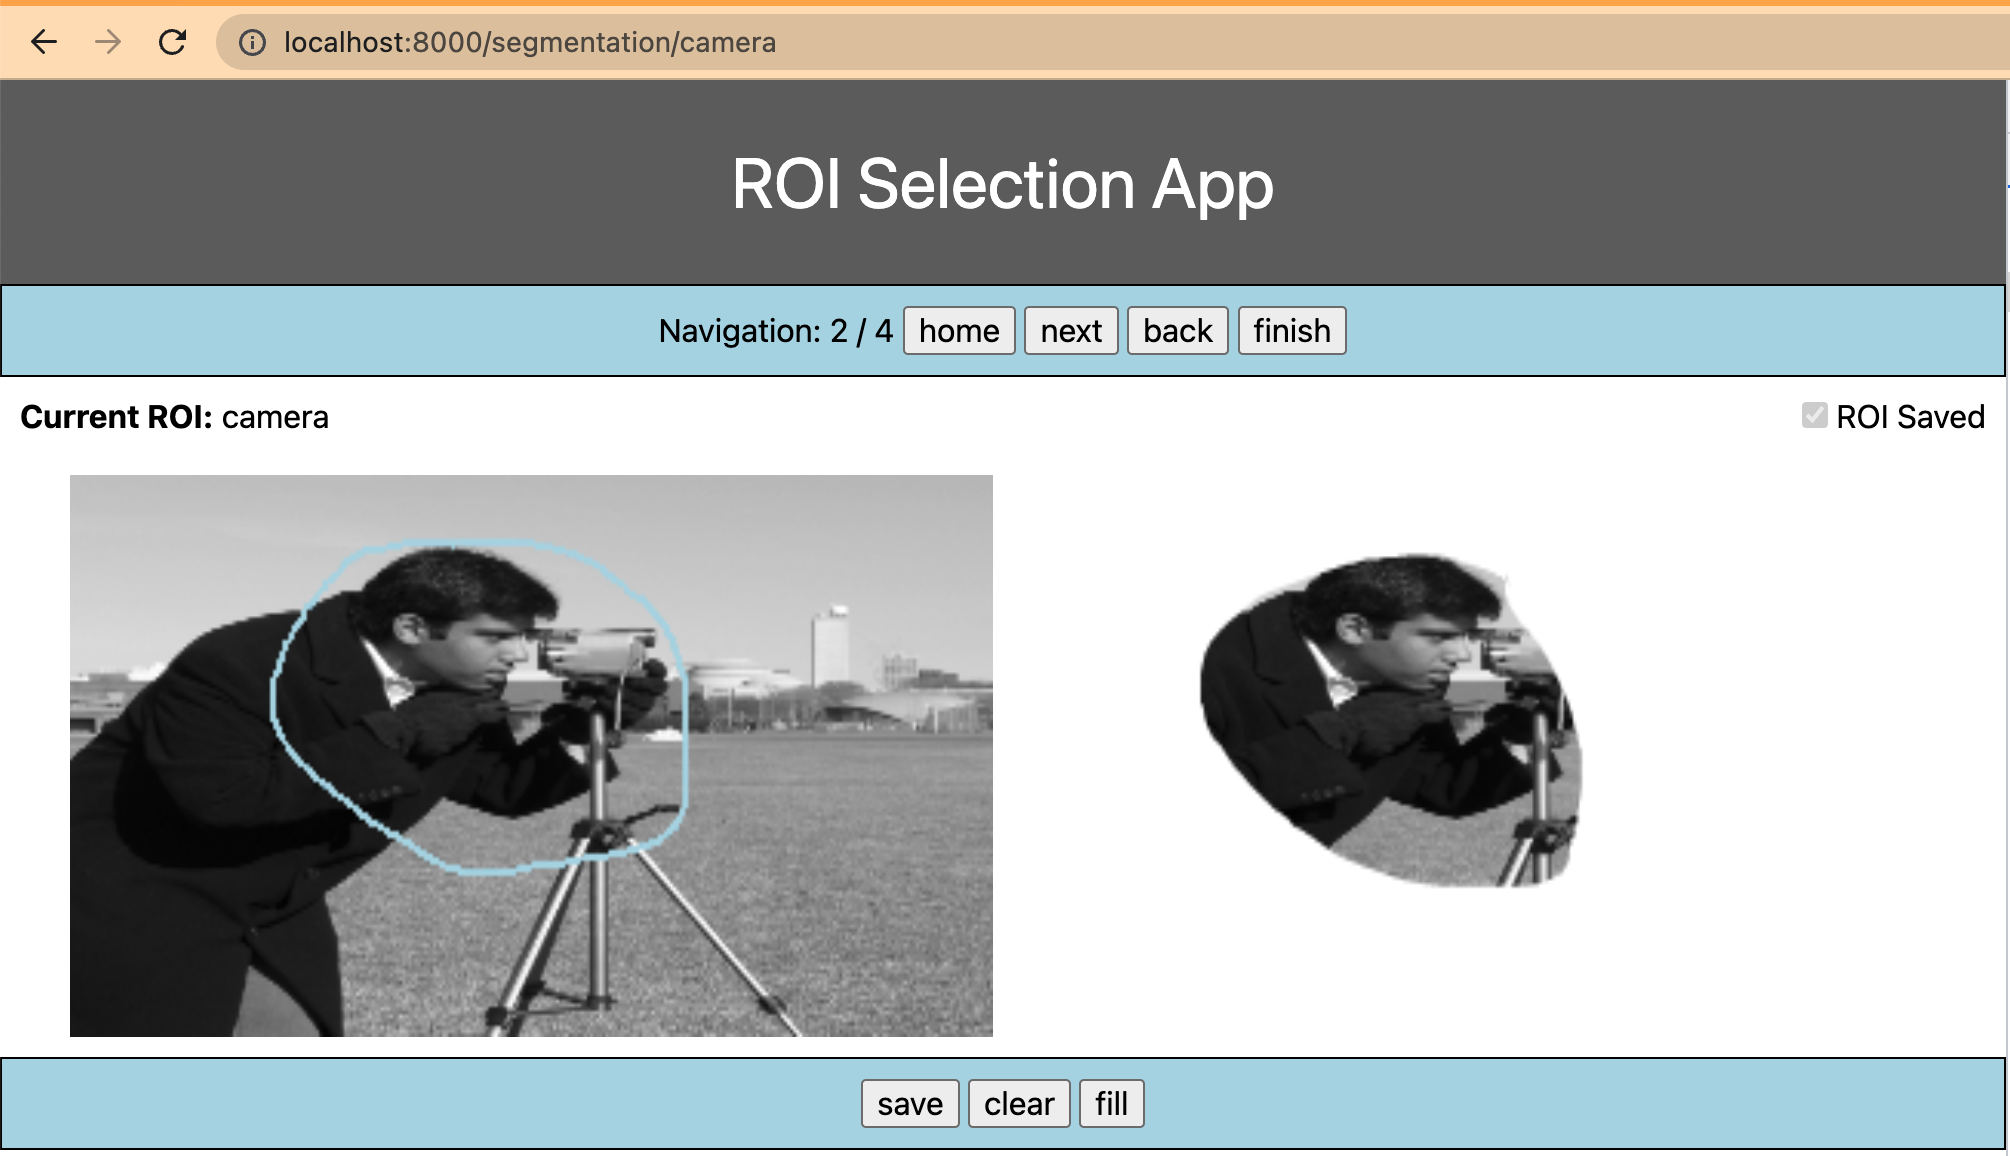 localhost:8000/segmentation/camera
ROI Selection App
Navigation: 2 / 4 home next back finish
Current ROI: camera ROI Saved
save clear fill